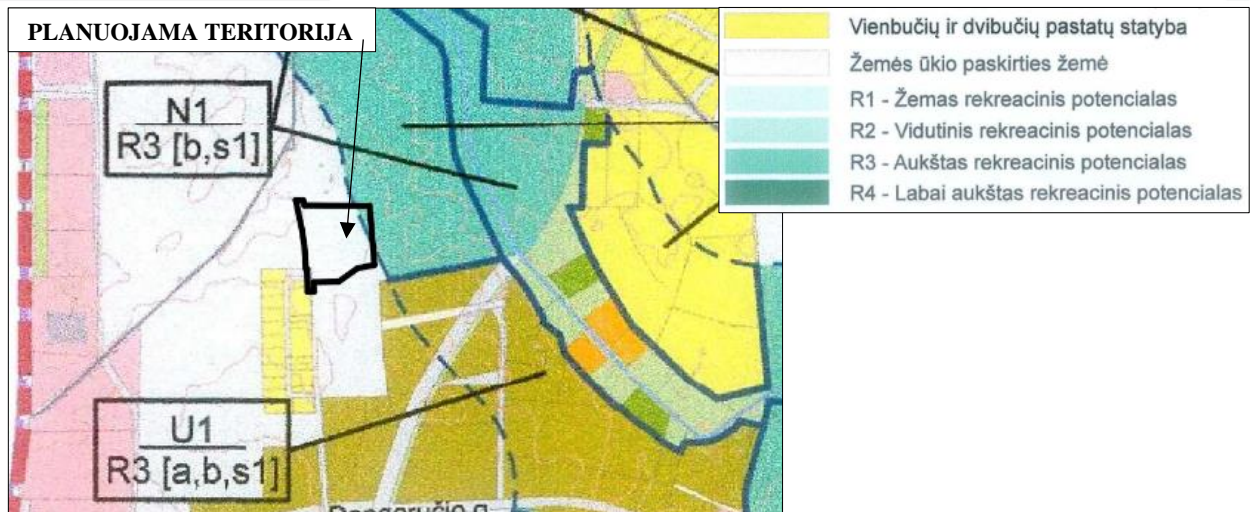 PLANUOJAMA TERITORIJA
N1
R3 [b,s1]
U1
R3 [a,b,s1]
Vienbučių ir dvibučių pastatų statyba
Žemės ūkio paskirties žemė
R1 - Žemas rekreacinis potencialas
R2 - Vidutinis rekreacinis potencialas
R3 - Aukštas rekreacinis potencialas
R4 - Labai aukštas rekreacinis potencialas